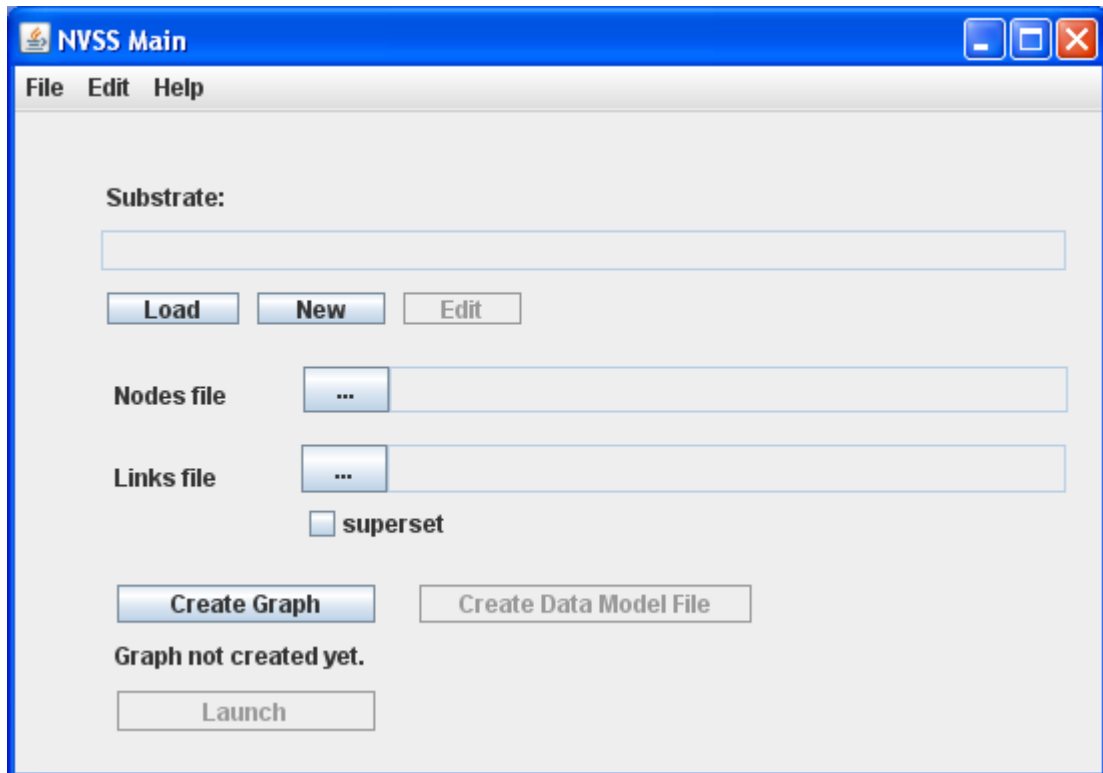 NVSS Main
File Edit Help
Substrate:
Load New Edit
Nodes file ...
Links file ...
superset
Create Graph Create Data Model File
Graph not created yet.
Launch